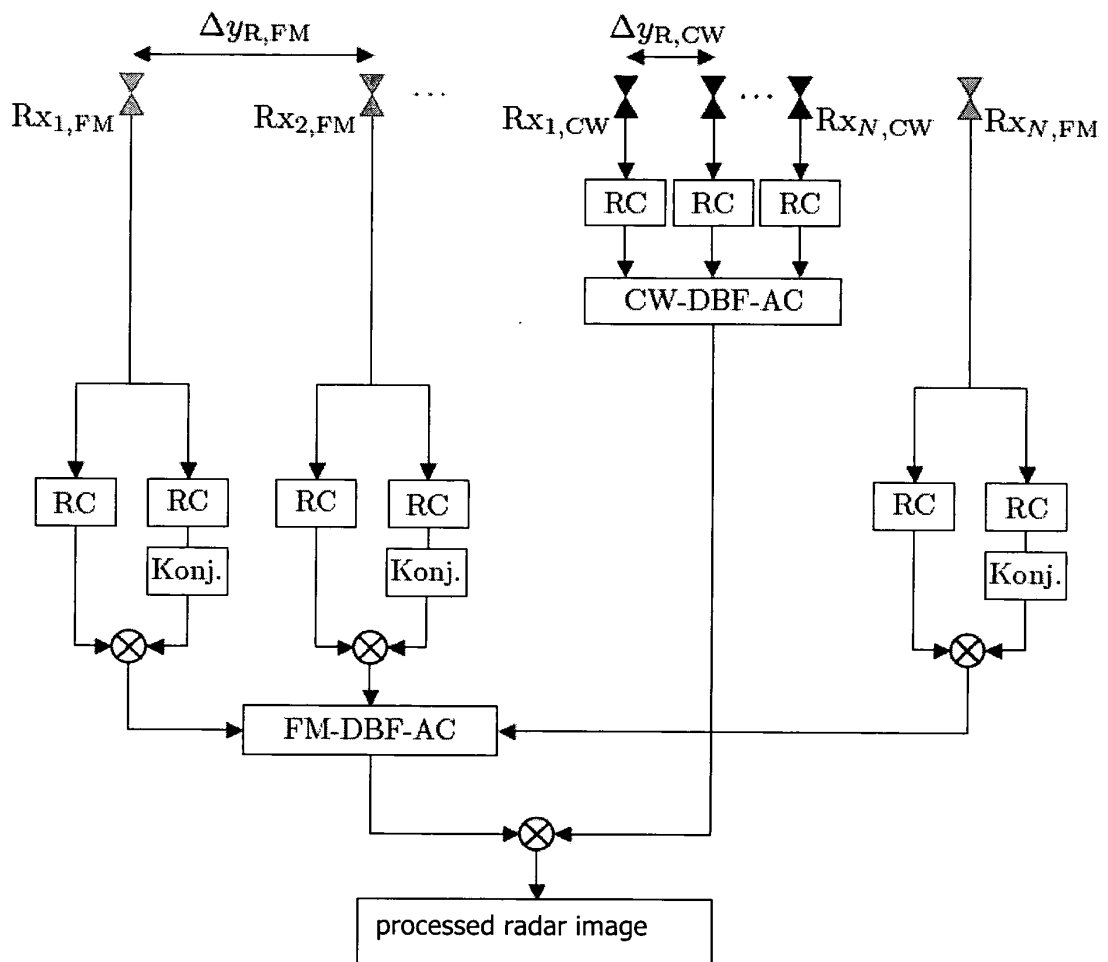 Δy_R,FM
Δy_R,CW
...
...
Rx_1,FM
Rx_2,FM
Rx_1,CW
Rx_N,CW
Rx_N,FM
RC
RC
RC
CW-DBF-AC
RC
RC
RC
RC
RC
RC
Konj.
Konj.
Konj.
FM-DBF-AC
processed radar image